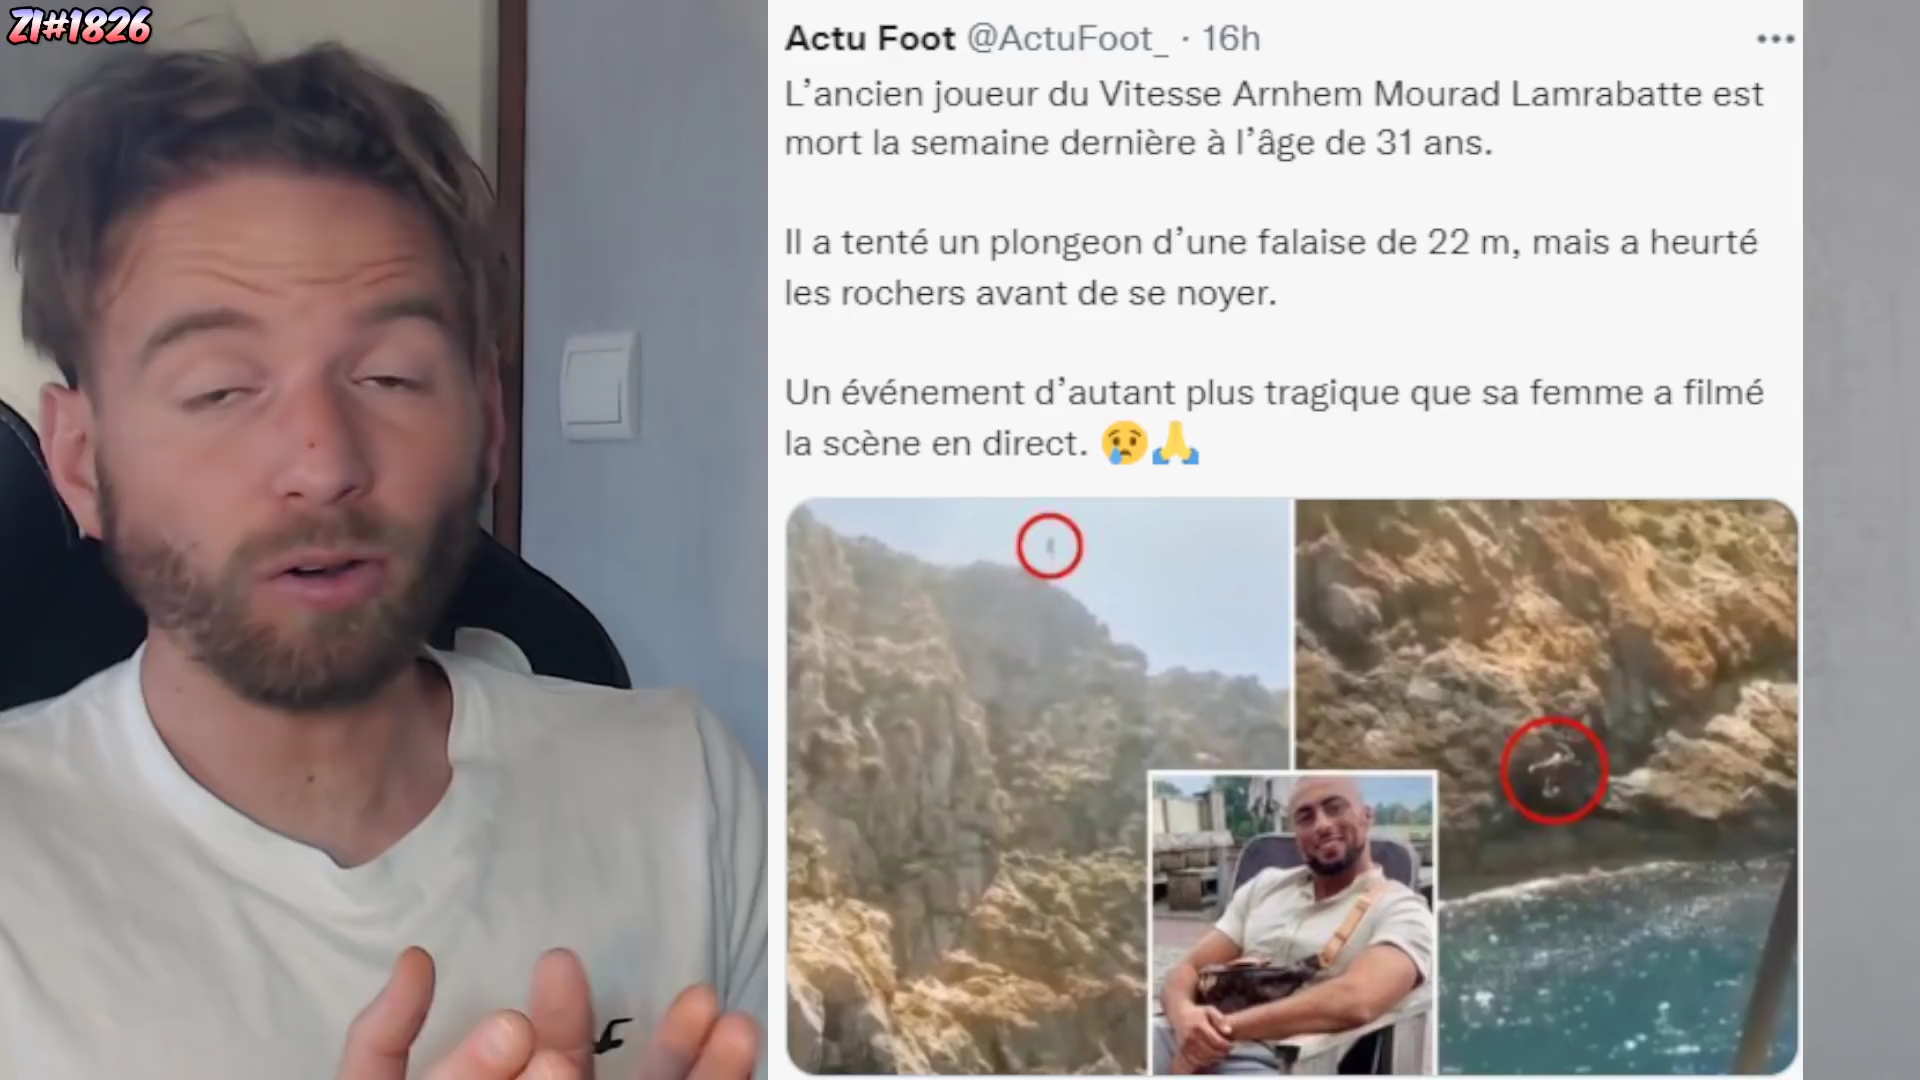 ZI#1826
Actu Foot @ActuFoot_ · 16h
L’ancien joueur du Vitesse Arnhem Mourad Lamrabatte est
mort la semaine dernière à l’âge de 31 ans.
Il a tenté un plongeon d’une falaise de 22 m, mais a heurté
les rochers avant de se noyer.
Un événement d’autant plus tragique que sa femme a filmé
la scène en direct. 😢🙏